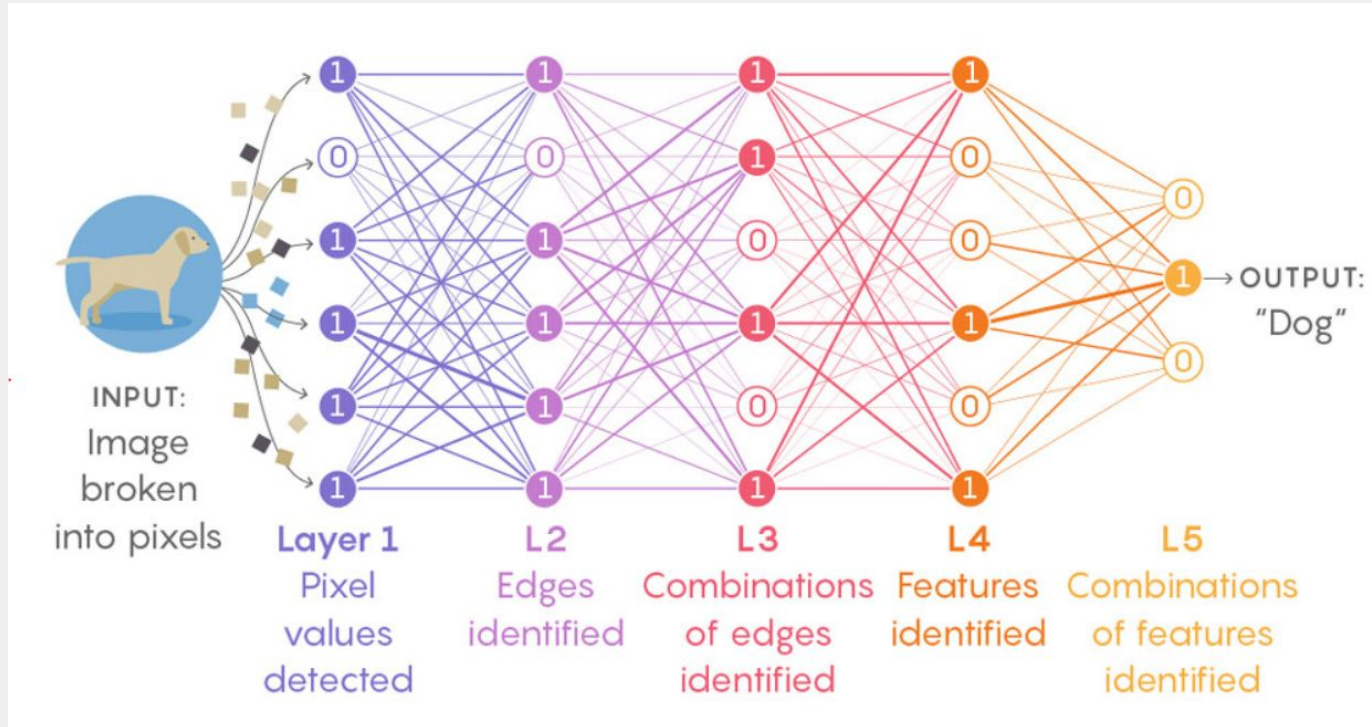 1 1 1 1
0 0 1 0
0
1 1 0 0
1 → OUTPUT:
"Dog"
1 1 1 1
0
1 1 0 0
1 1 1 1
INPUT:
Image
broken
into pixels
Layer 1
Pixel
values
detected
L2
Edges
identified
L3
Combinations
of edges
identified
L4
Features
identified
L5
Combinations
of features
identified